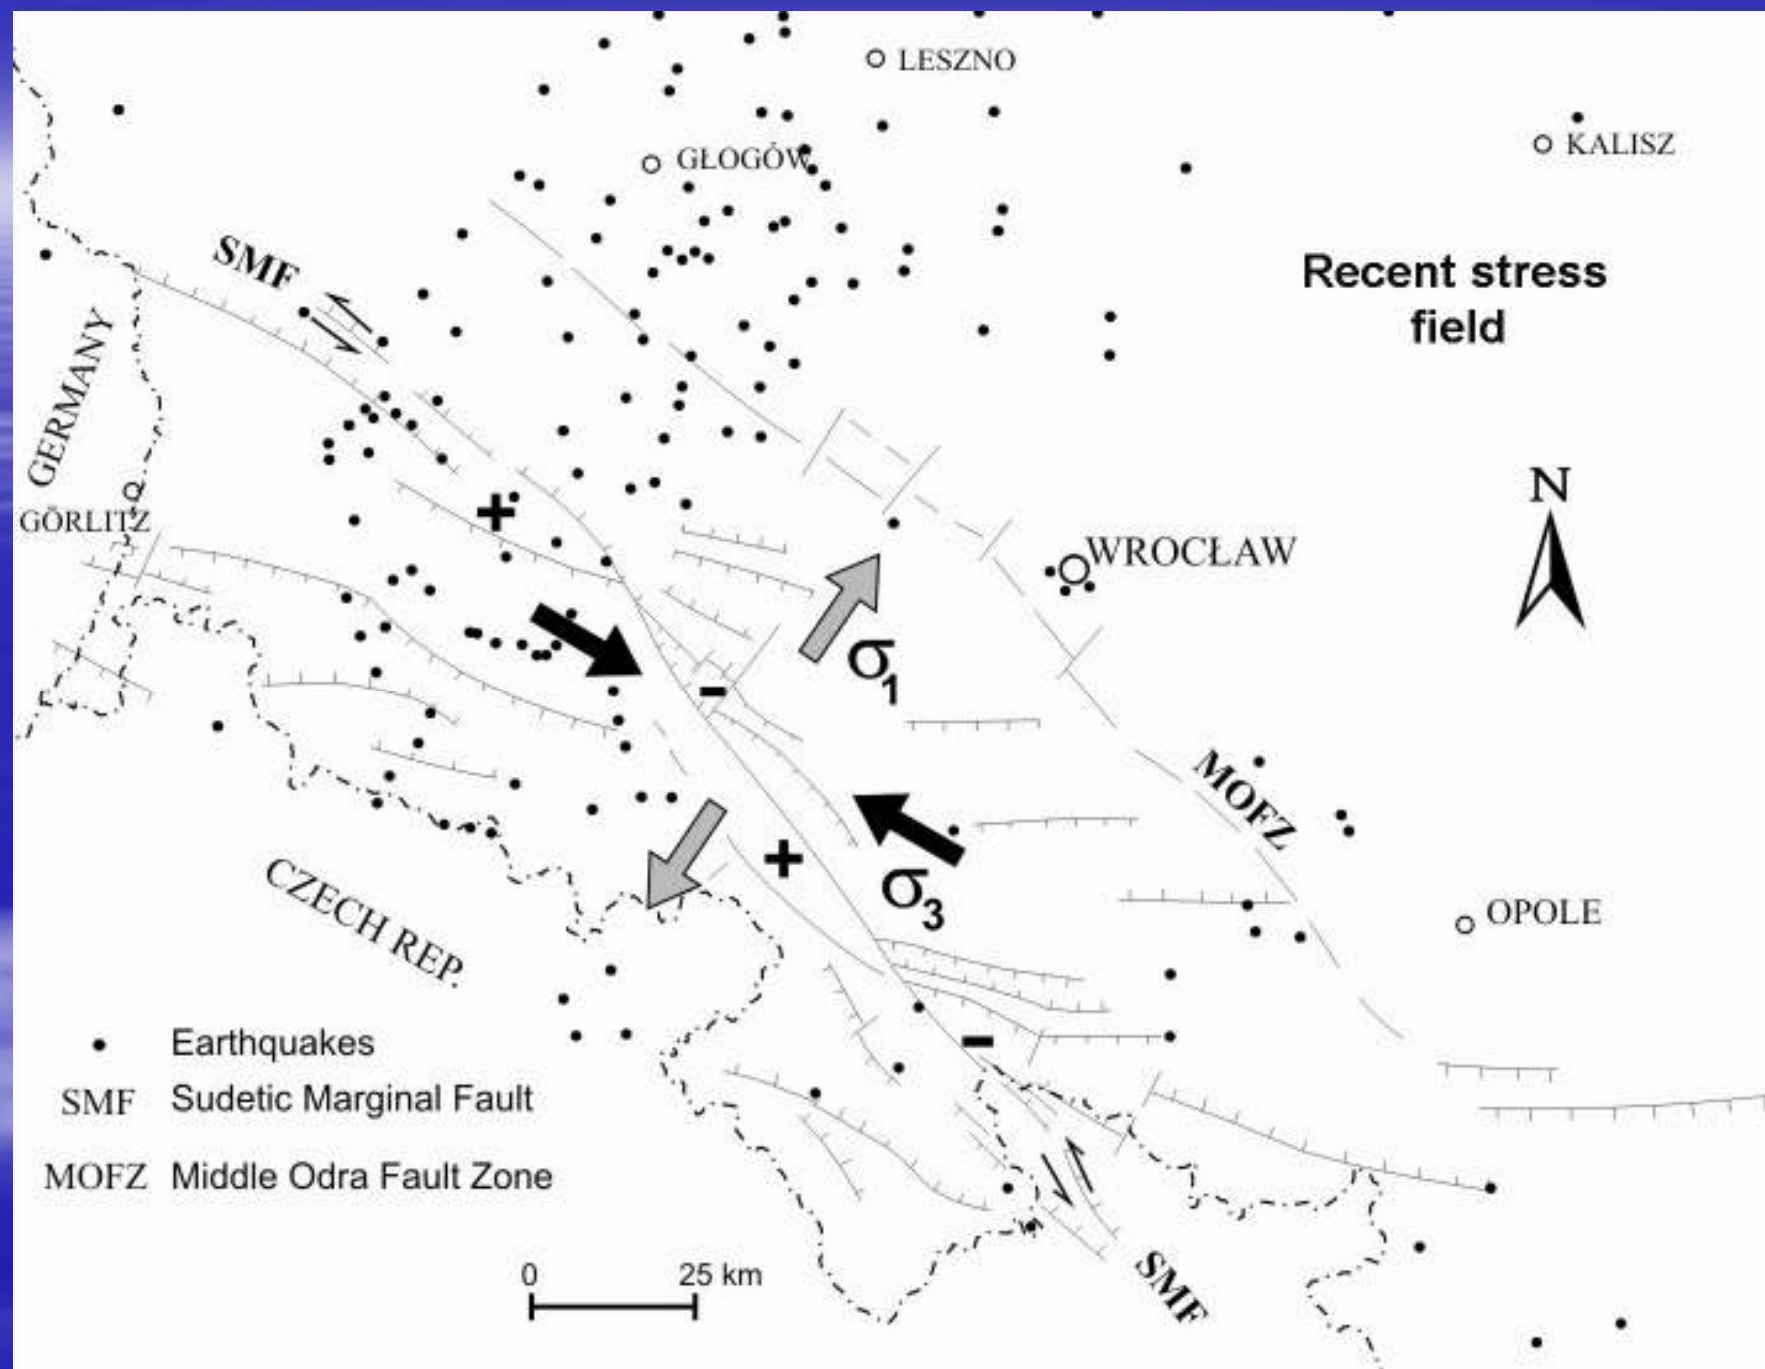 LESZNO
KALISZ
GŁOGÓW
SMF
Recent stress
field
GERMANY
GÖRLITZ
N
WROCŁAW
σ1
MOFZ
σ3
OPOLE
CZECH REP.
Earthquakes
SMF Sudetic Marginal Fault
MOFZ Middle Odra Fault Zone
0 25 km
SMF